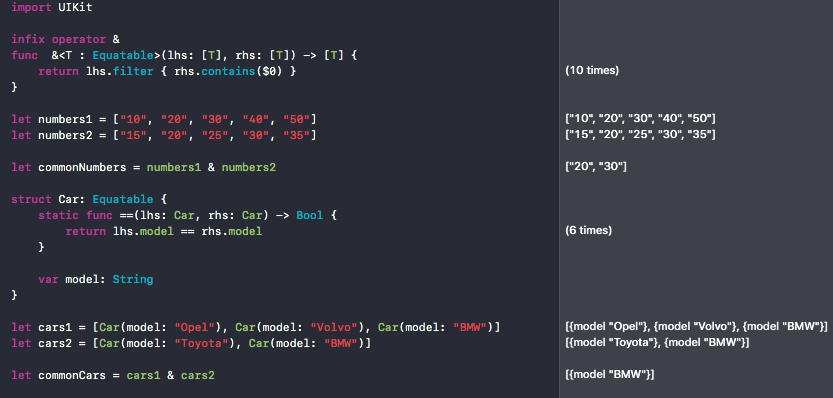 import UIKit
infix operator &
func  &<T : Equatable>(lhs: [T], rhs: [T]) -> [T] {
    return lhs.filter { rhs.contains($0) }
(10 times)
}
let numbers1 = ["10", "20", "30", "40", "50"]
["10", "20", "30", "40", "50"]
let numbers2 = ["15", "20", "25", "30", "35"]
["15", "20", "25", "30", "35"]
let commonNumbers = numbers1 & numbers2
["20", "30"]
struct Car: Equatable {
    static func ==(lhs: Car, rhs: Car) -> Bool {
        return lhs.model == rhs.model
(6 times)
    }
    var model: String
}
let cars1 = [Car(model: "Opel"), Car(model: "Volvo"), Car(model: "BMW")]
[{model "Opel"}, {model "Volvo"}, {model "BMW"}]
let cars2 = [Car(model: "Toyota"), Car(model: "BMW")]
[{model "Toyota"}, {model "BMW"}]
let commonCars = cars1 & cars2
[{model "BMW"}]